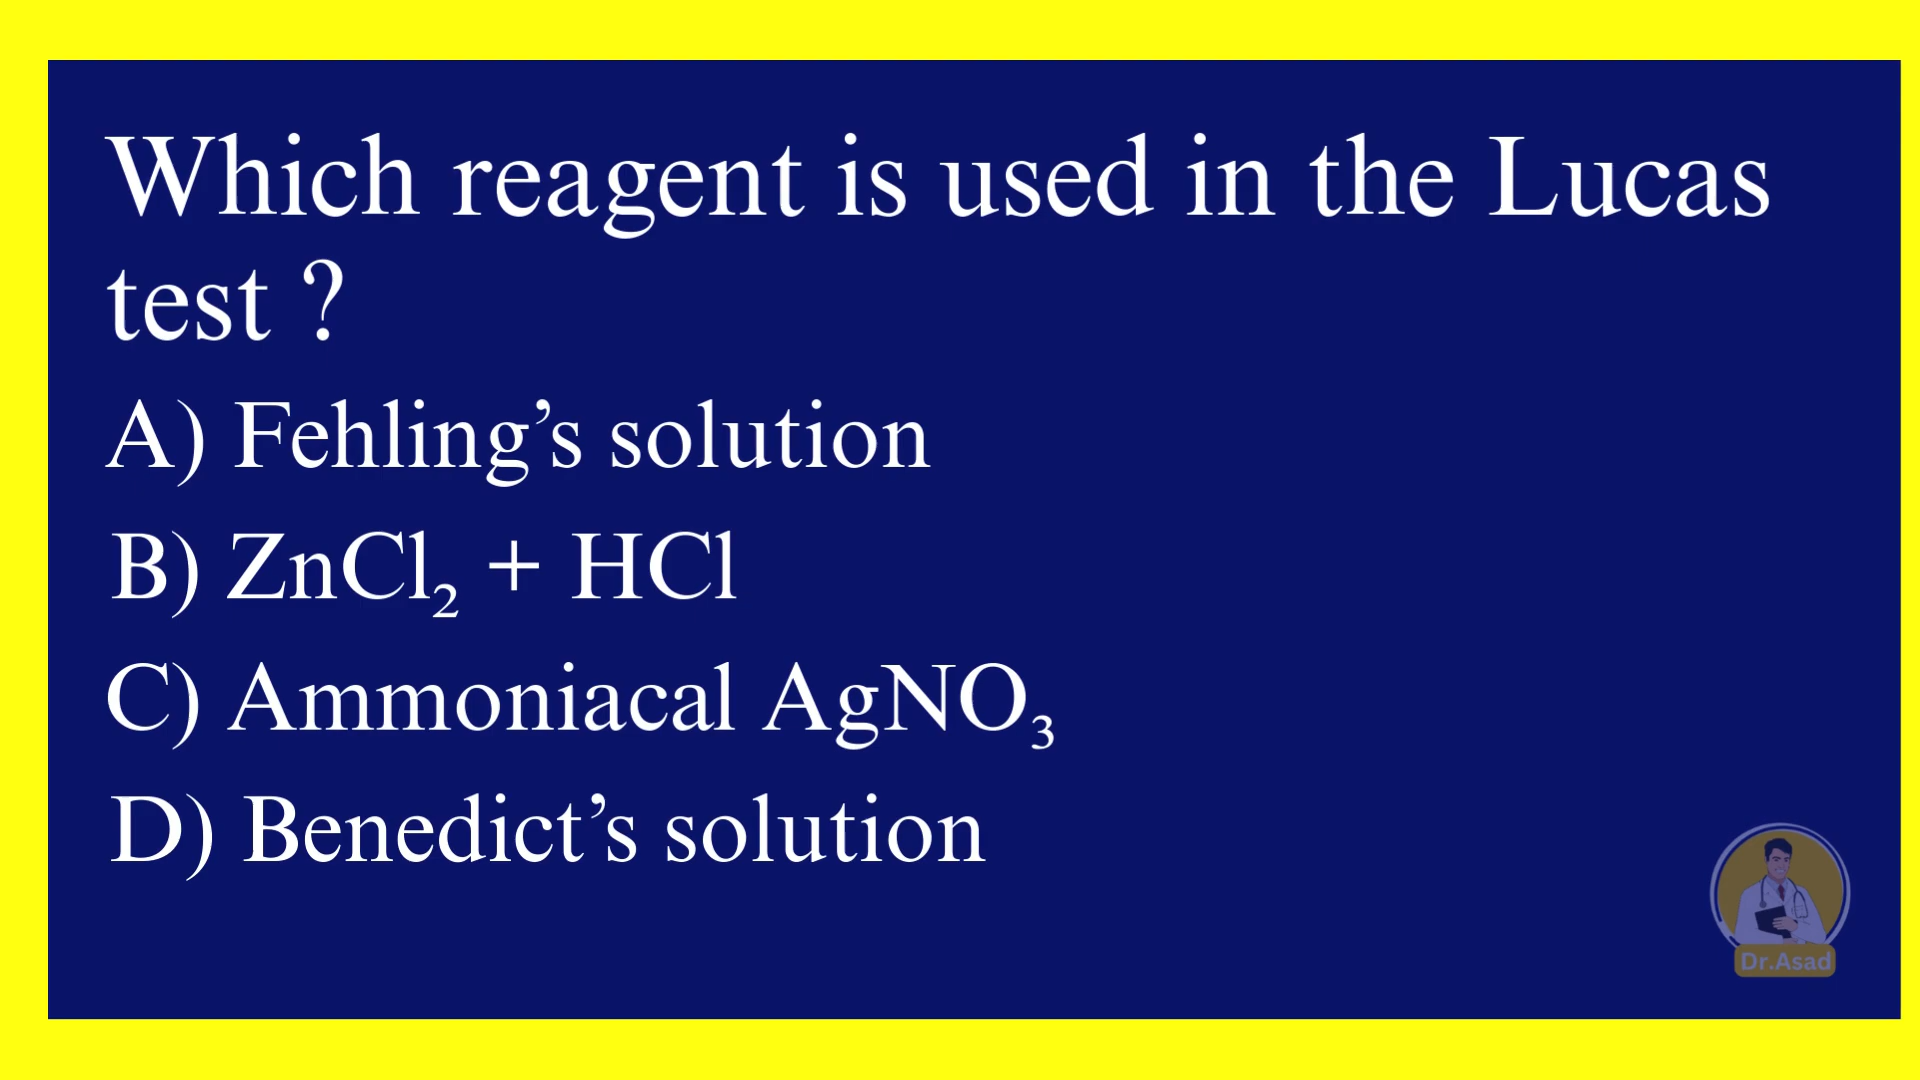 Which reagent is used in the Lucas
test ?
A) Fehling’s solution
B) ZnCl₂ + HCl
C) Ammoniacal AgNO₃
D) Benedict’s solution
Dr.Asad